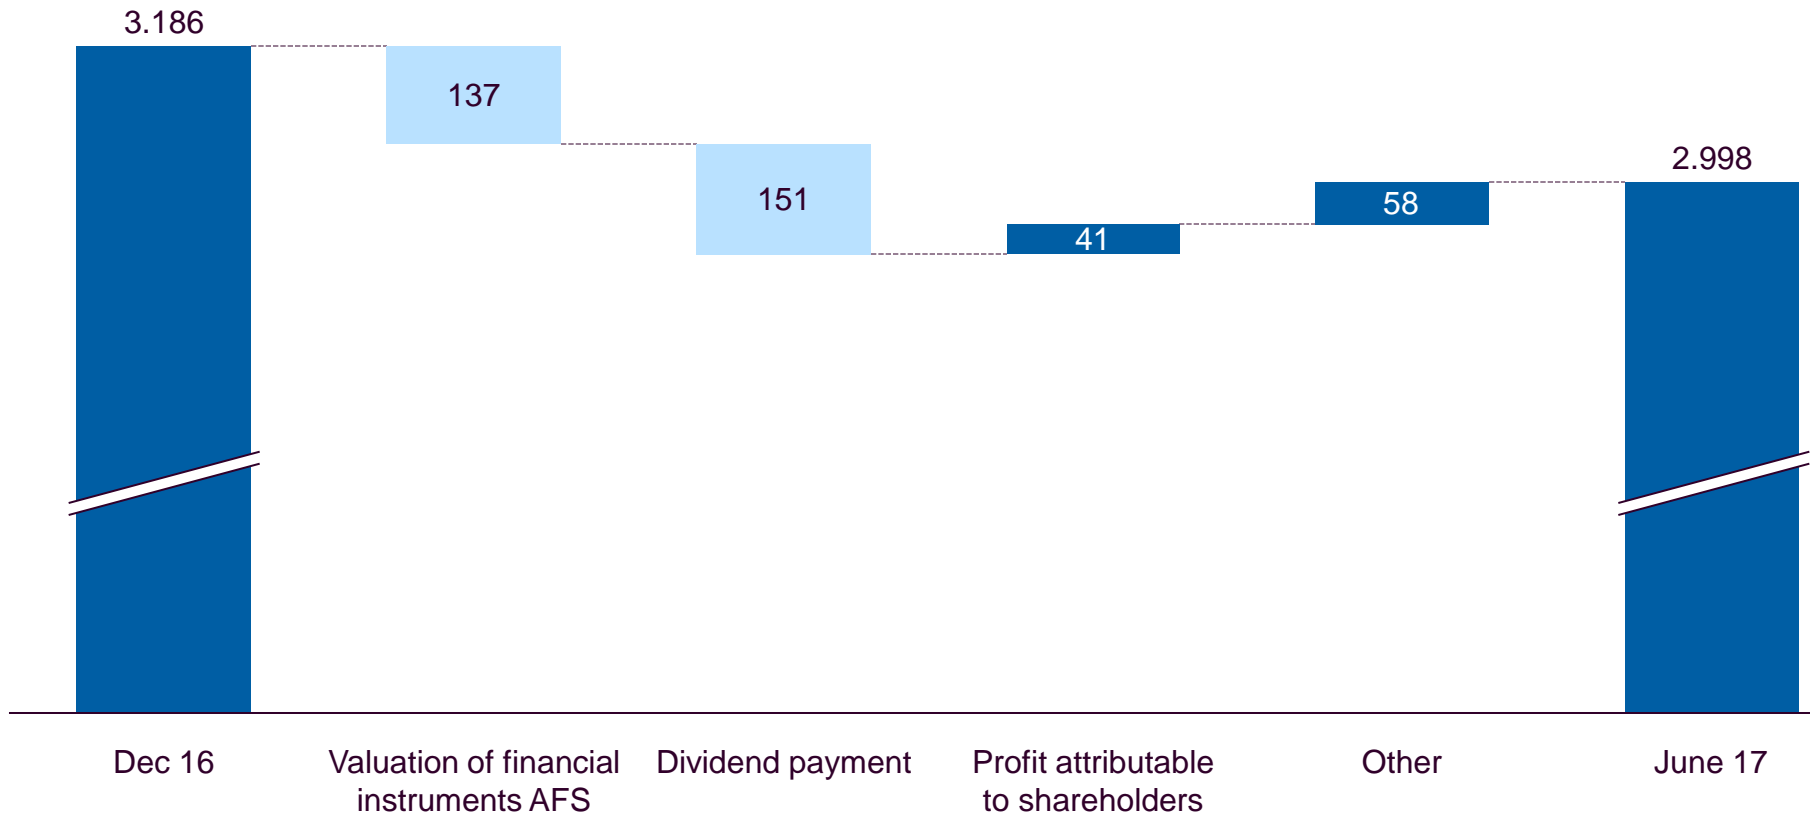 3.186
137
151
41
58
2.998
Dec 16
Valuation of financial
instruments AFS
Dividend payment
Profit attributable
to shareholders
Other
June 17